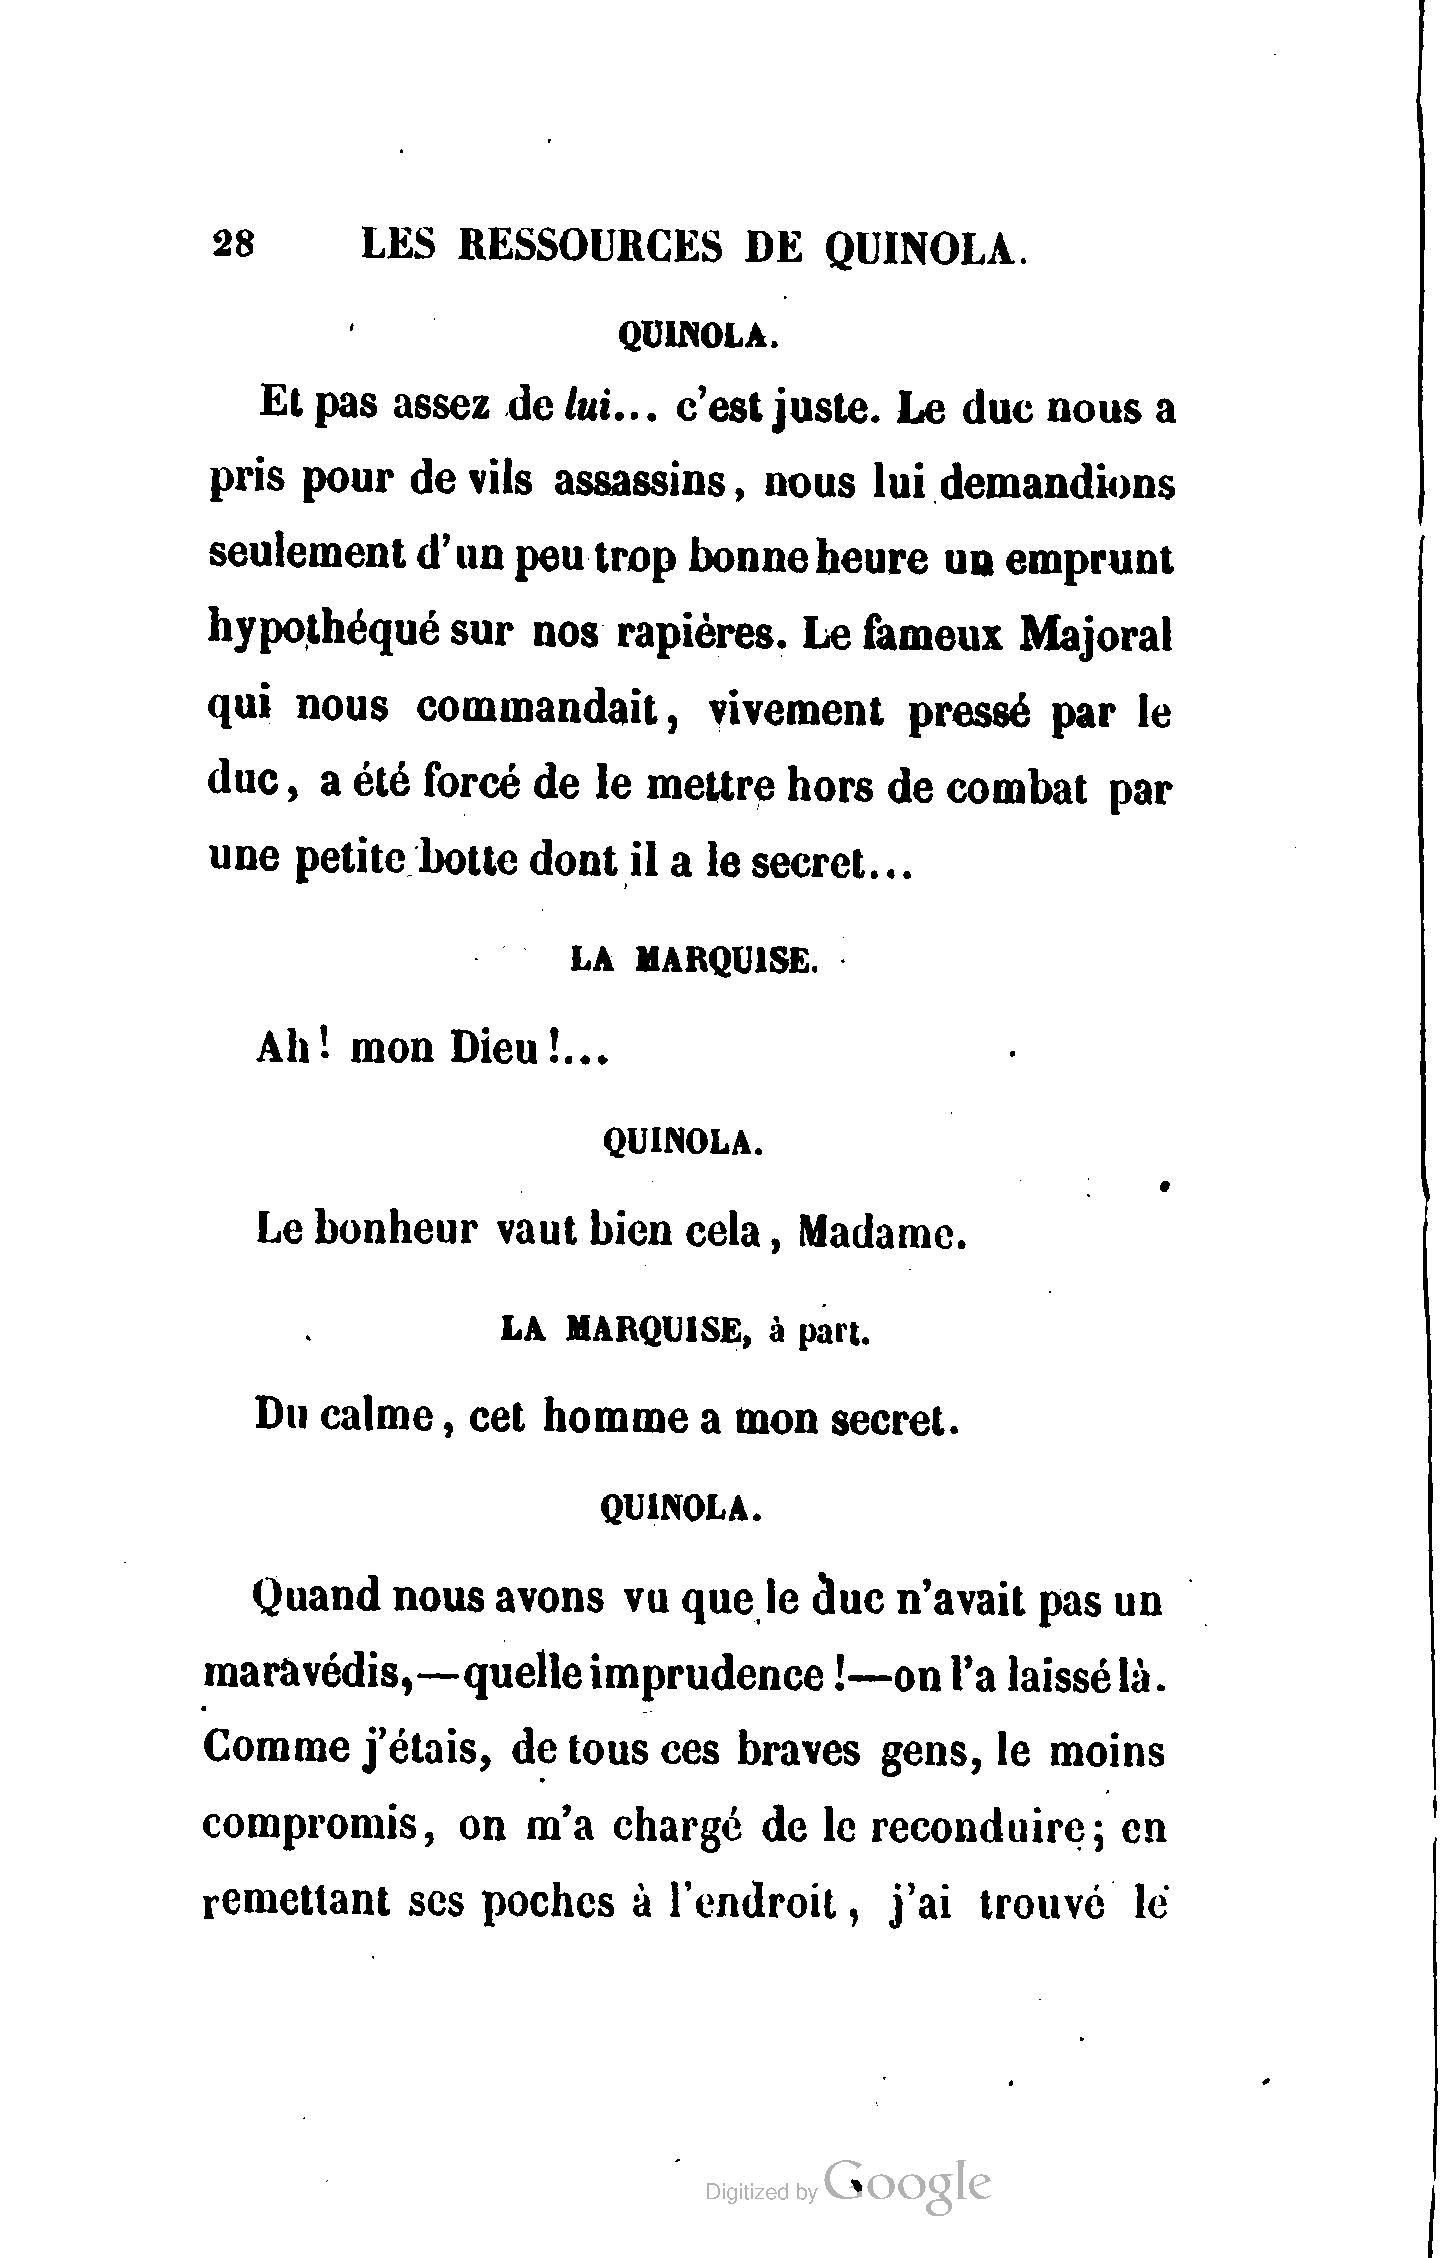 28 LES RESSOURCES DE QUINOLA.
QUINOLA.
Et pas assez de lui... c'est juste. Le duc nous a
pris pour de vils assassins, nous lui demandions
seulement d'un peu trop bonne heure un emprunt
hypothéqué sur nos rapières. Le fameux Majoral
qui nous commandait, vivement pressé par le
duc, a été forcé de le mettre hors de combat par
une petite botte dont il a le secret...
LA MARQUISE.
Ah! mon Dieu!...
QUINOLA.
Le bonheur vaut bien cela, Madame.
LA MARQUISE, à part.
Du calme, cet homme a mon secret.
QUINOLA.
Quand nous avons vu que le duc n'avait pas un
maravédis,—quelle imprudence!—on l'a laissé là.
Comme j'étais, de tous ces braves gens, le moins
compromis, on m'a chargé de le reconduire; en
remettant ses poches à l'endroit, j'ai trouvé le
Digitized by Google